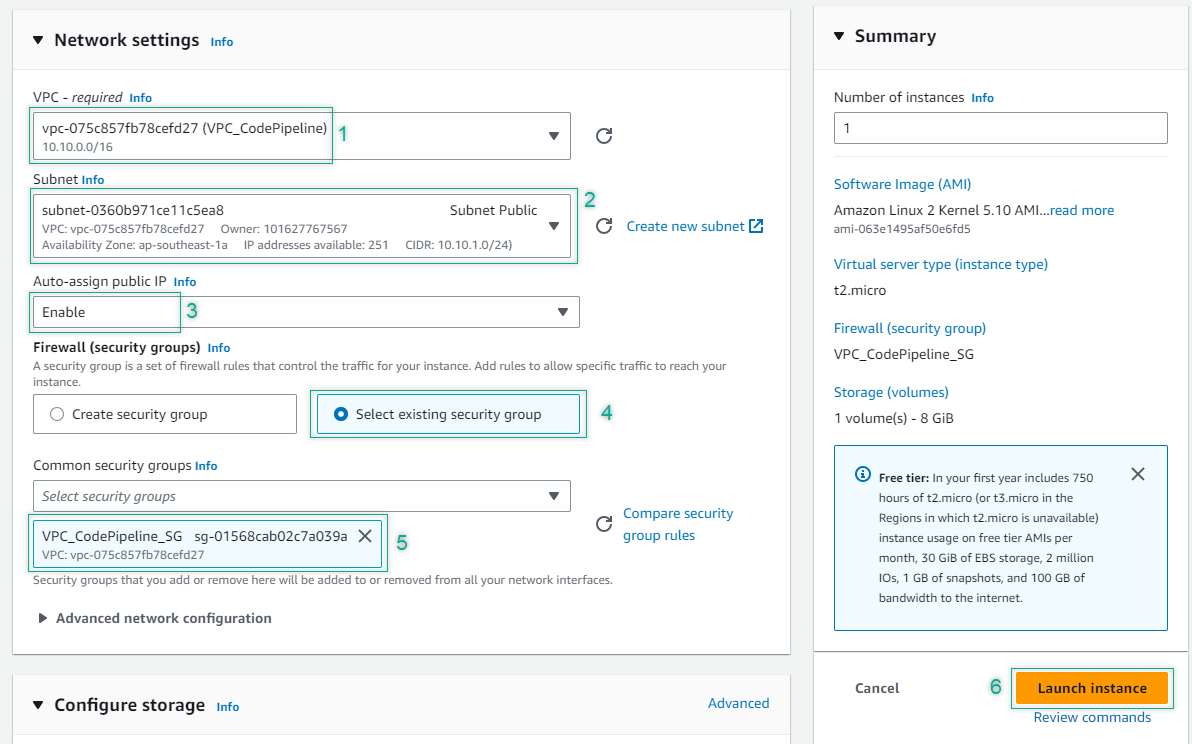 Network settings Info
VPC - required Info
vpc-075c857fb78cefd27 (VPC_CodePipeline)
10.10.0.0/16
1
Subnet Info
subnet-0360b971ce11c5ea8 Subnet Public
VPC: vpc-075c857fb78cefd27 Owner: 101627767567
Availability Zone: ap-southeast-1a IP addresses available: 251 CIDR: 10.10.1.0/24)
2
Create new subnet
Auto-assign public IP Info
Enable
3
Firewall (security groups) Info
A security group is a set of firewall rules that control the traffic for your instance. Add rules to allow specific traffic to reach your
instance.
Create security group
Select existing security group
4
Common security groups Info
Select security groups
VPC_CodePipeline_SG sg-01568cab02c7a039a
VPC: vpc-075c857fb78cefd27
5
Compare security
group rules
Security groups that you add or remove here will be added to or removed from all your network interfaces.
Advanced network configuration
Configure storage Info
Advanced
Summary
Number of instances Info
1
Software Image (AMI)
Amazon Linux 2 Kernel 5.10 AMI...read more
ami-063e1495af50e6fd5
Virtual server type (instance type)
t2.micro
Firewall (security group)
VPC_CodePipeline_SG
Storage (volumes)
1 volume(s) - 8 GiB
Free tier: In your first year includes 750
hours of t2.micro (or t3.micro in the
Regions in which t2.micro is unavailable)
instance usage on free tier AMIs per
month, 30 GiB of EBS storage, 2 million
IOs, 1 GB of snapshots, and 100 GB of
bandwidth to the internet.
Cancel
6
Launch instance
Review commands